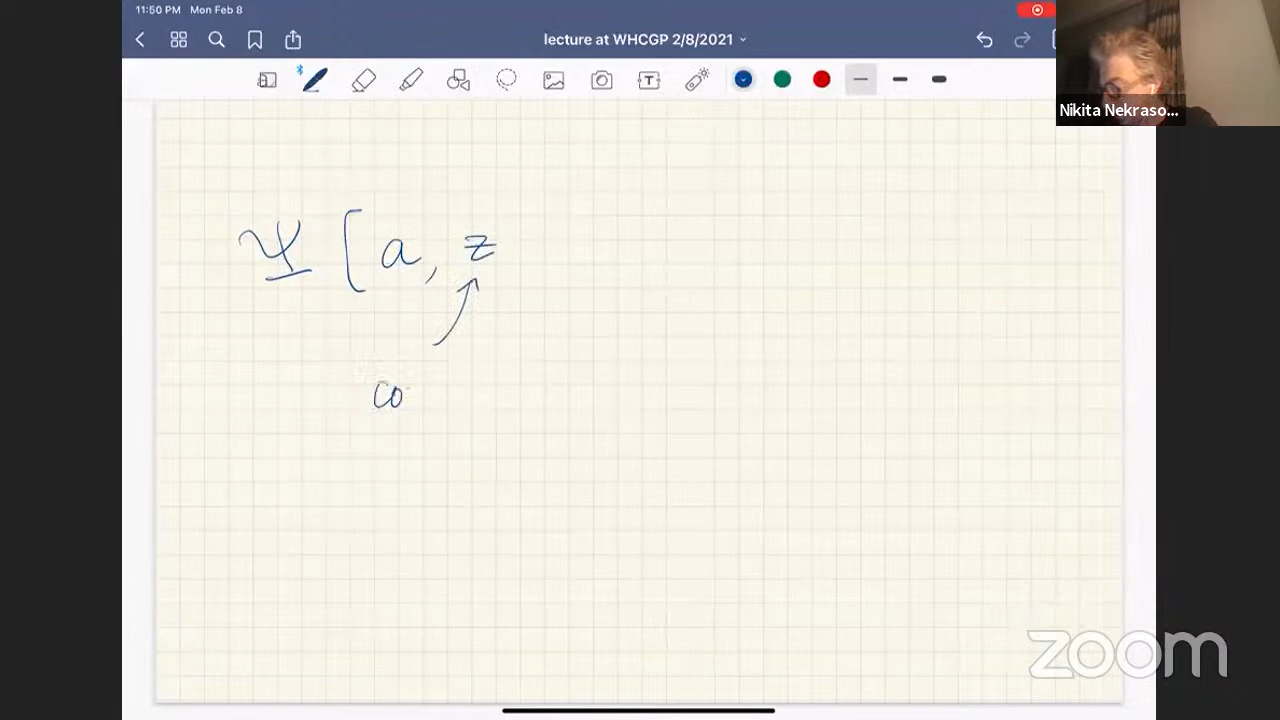 11:50 PM Mon Feb 8
lecture at WHCGP 2/8/2021
T
Nikita Nekraso...
Ψ [a, z
co
zoom